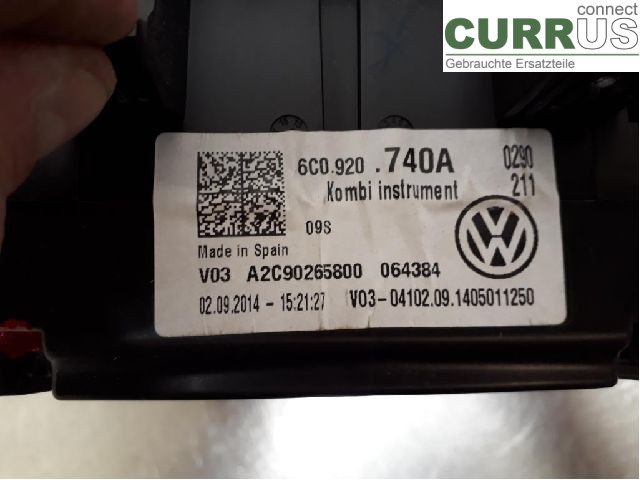 connect
CURRUS
Gebrauchte Ersatzteile
6C0.920 .740A 0290
Kombi instrument 211
09S
Made in Spain
V03 A2C90265800 064384
02.09.2014 - 15:21:27 V03-04102.09.1405011250